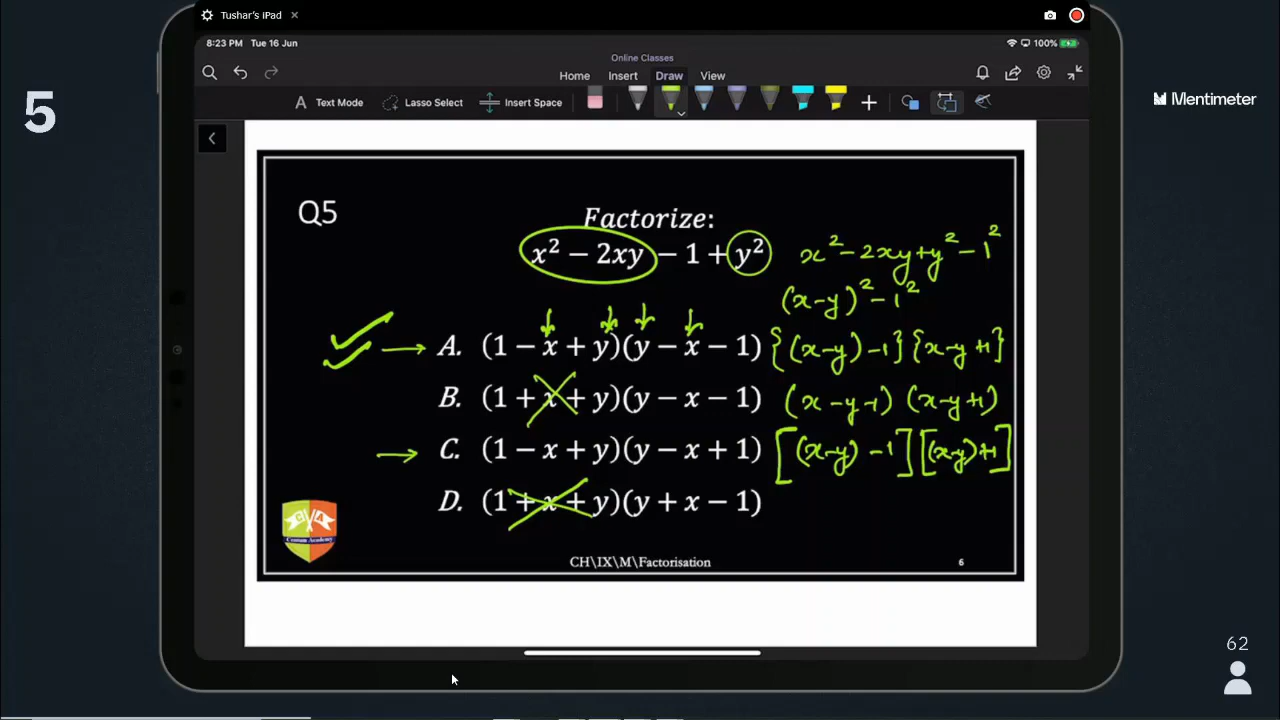 Tushar's iPad ×
8:23 PM Tue 16 Jun
100%
Online Classes
Home Insert Draw View
A Text Mode Lasso Select Insert Space
5
Mentimeter
Q5
Factorize:
x² − 2xy − 1 + y²
x² − 2xy + y² − 1²
(x−y)² − 1²
A. (1 − x + y)(y − x − 1) {(x−y) −1} {x−y +1}
B. (1 + x + y)(y − x − 1) (x − y −1) (x −y +1)
C. (1 − x + y)(y − x + 1) [(x−y) −1] [(x−y) +1]
D. (1 + x + y)(y + x − 1)
Centum Academy
CH\IX\M\Factorisation
6
62